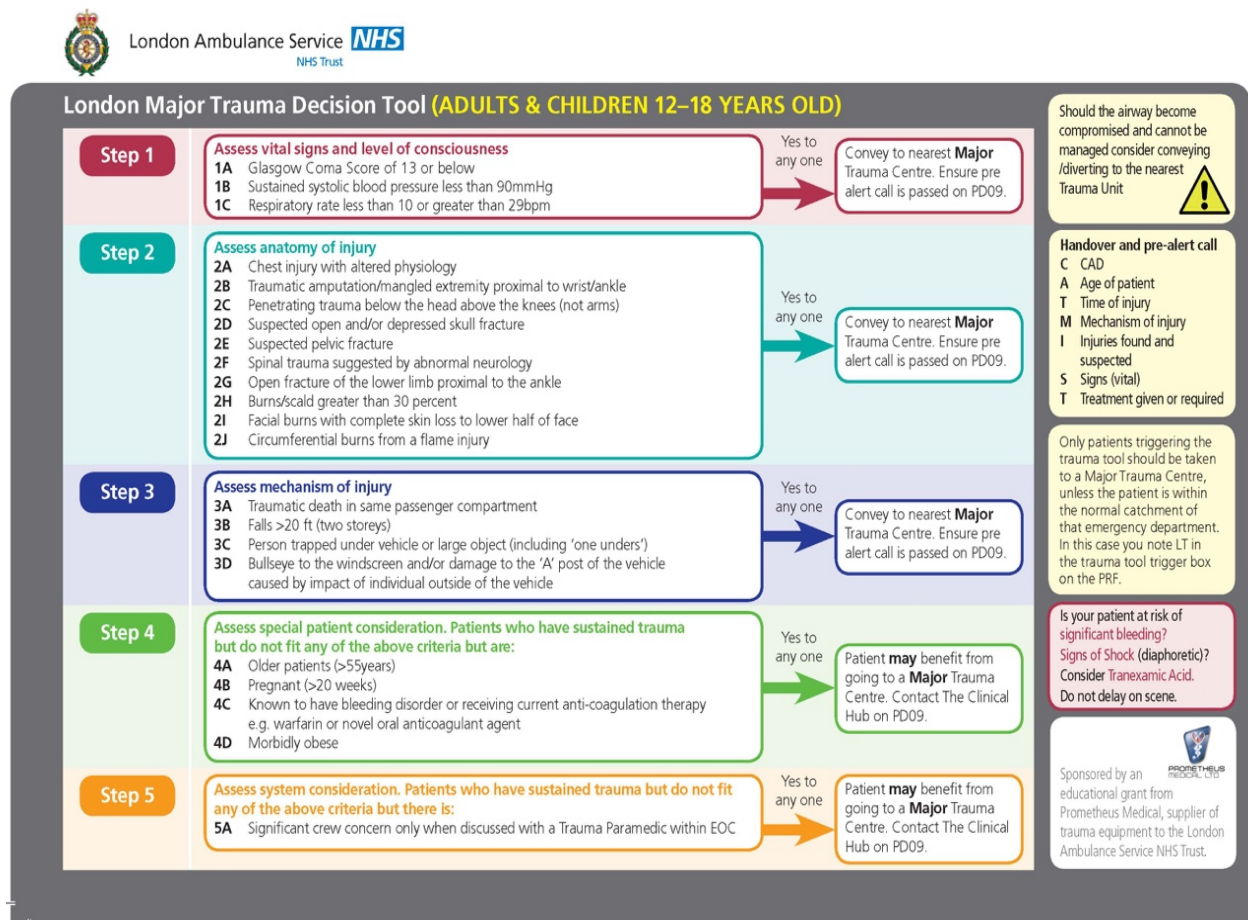 London Ambulance Service NHS
NHS Trust
London Major Trauma Decision Tool (ADULTS & CHILDREN 12–18 YEARS OLD)
Step 1
Assess vital signs and level of consciousness
1A Glasgow Coma Score of 13 or below
1B Sustained systolic blood pressure less than 90mmHg
1C Respiratory rate less than 10 or greater than 29bpm
Yes to
any one
Convey to nearest Major
Trauma Centre. Ensure pre
alert call is passed on PD09.
Step 2
Assess anatomy of injury
2A Chest injury with altered physiology
2B Traumatic amputation/mangled extremity proximal to wrist/ankle
2C Penetrating trauma below the head above the knees (not arms)
2D Suspected open and/or depressed skull fracture
2E Suspected pelvic fracture
2F Spinal trauma suggested by abnormal neurology
2G Open fracture of the lower limb proximal to the ankle
2H Burns/scald greater than 30 percent
2I Facial burns with complete skin loss to lower half of face
2J Circumferential burns from a flame injury
Yes to
any one
Convey to nearest Major
Trauma Centre. Ensure pre
alert call is passed on PD09.
Step 3
Assess mechanism of injury
3A Traumatic death in same passenger compartment
3B Falls >20 ft (two storeys)
3C Person trapped under vehicle or large object (including ‘one unders’)
3D Bullseye to the windscreen and/or damage to the ‘A’ post of the vehicle
caused by impact of individual outside of the vehicle
Yes to
any one
Convey to nearest Major
Trauma Centre. Ensure pre
alert call is passed on PD09.
Step 4
Assess special patient consideration. Patients who have sustained trauma
but do not fit any of the above criteria but are:
4A Older patients (>55years)
4B Pregnant (>20 weeks)
4C Known to have bleeding disorder or receiving current anti-coagulation therapy
e.g. warfarin or novel oral anticoagulant agent
4D Morbidly obese
Yes to
any one
Patient may benefit from
going to a Major Trauma
Centre. Contact The Clinical
Hub on PD09.
Step 5
Assess system consideration. Patients who have sustained trauma but do not fit
any of the above criteria but there is:
5A Significant crew concern only when discussed with a Trauma Paramedic within EOC
Yes to
any one
Patient may benefit from
going to a Major Trauma
Centre. Contact The Clinical
Hub on PD09.
Should the airway become
compromised and cannot be
managed consider conveying
/diverting to the nearest
Trauma Unit
Handover and pre-alert call
C CAD
A Age of patient
T Time of injury
M Mechanism of injury
I Injuries found and
suspected
S Signs (vital)
T Treatment given or required
Only patients triggering the
trauma tool should be taken
to a Major Trauma Centre,
unless the patient is within
the normal catchment of
that emergency department.
In this case you note LT in
the trauma tool trigger box
on the PRF.
Is your patient at risk of
significant bleeding?
Signs of Shock (diaphoretic)?
Consider Tranexamic Acid.
Do not delay on scene.
PROMETHEUS
MEDICAL LTD
Sponsored by an
educational grant from
Prometheus Medical, supplier of
trauma equipment to the London
Ambulance Service NHS Trust.